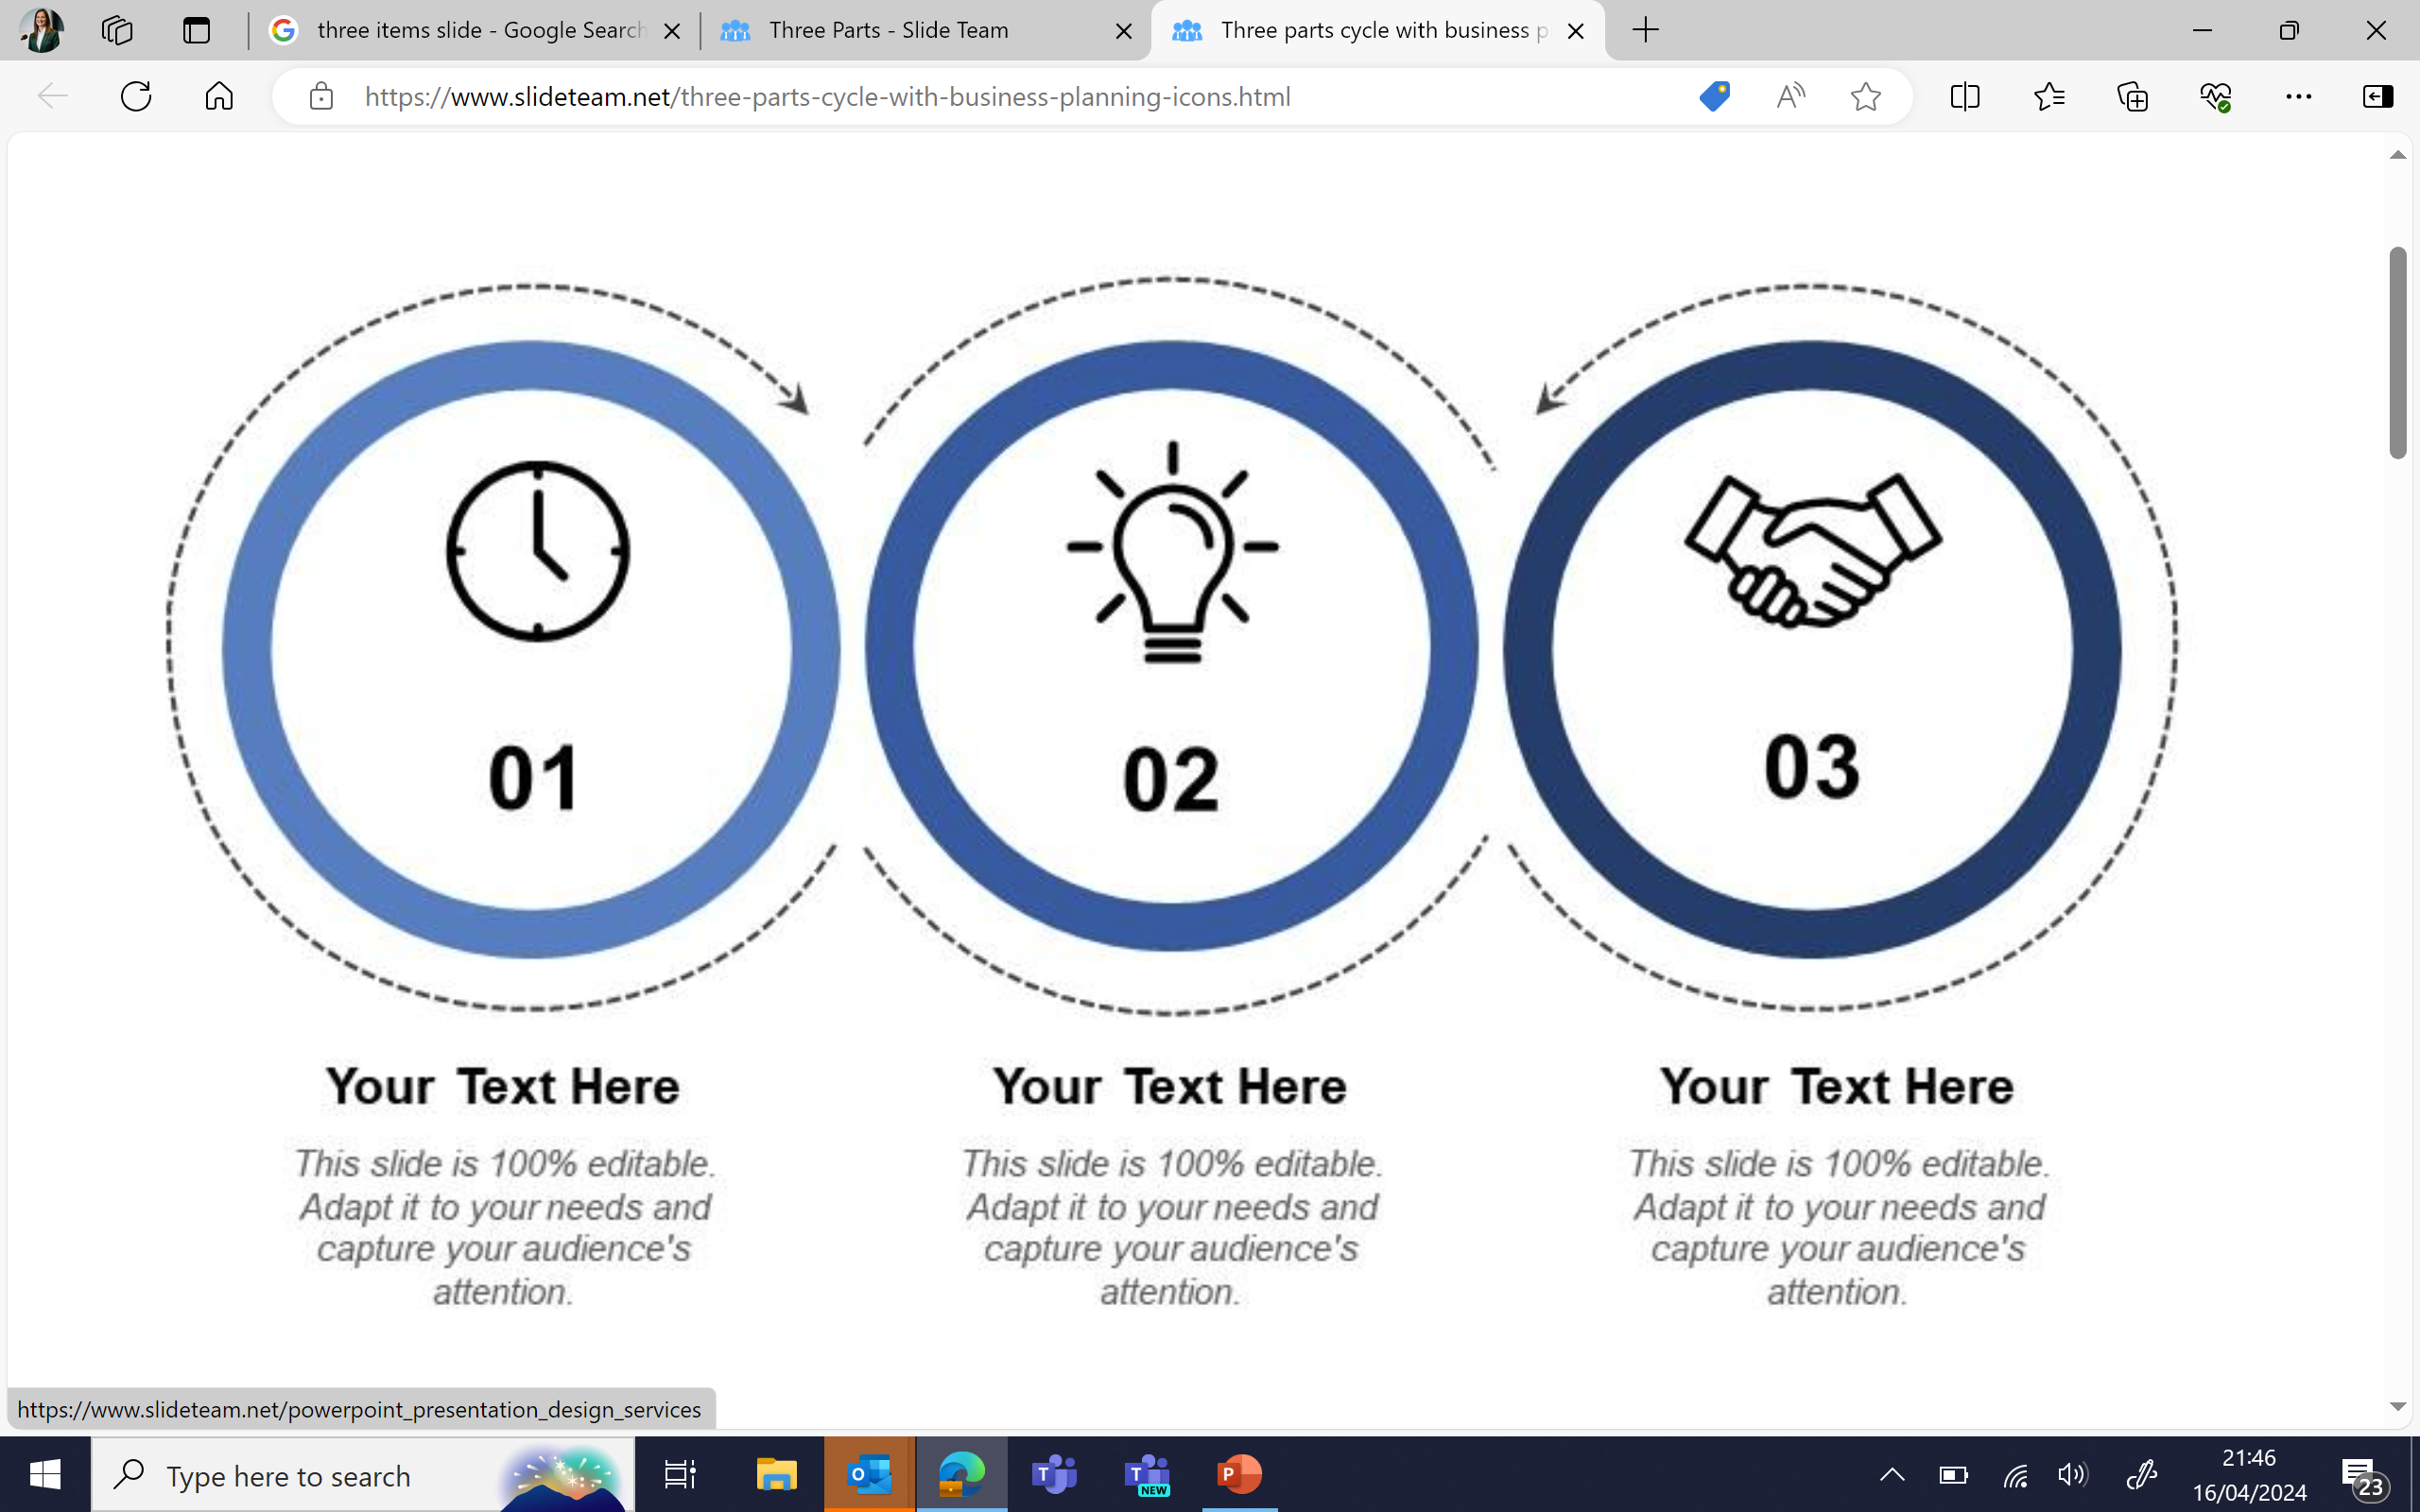 three items slide - Google Search
Three Parts - Slide Team
Three parts cycle with business p
https://www.slideteam.net/three-parts-cycle-with-business-planning-icons.html
01
02
03
Your Text Here
This slide is 100% editable.
Adapt it to your needs and
capture your audience's
attention.
Your Text Here
This slide is 100% editable.
Adapt it to your needs and
capture your audience's
attention.
Your Text Here
This slide is 100% editable.
Adapt it to your needs and
capture your audience's
attention.
https://www.slideteam.net/powerpoint_presentation_design_services
Type here to search
O
T
T
NEW
P
21:46
16/04/2024
23